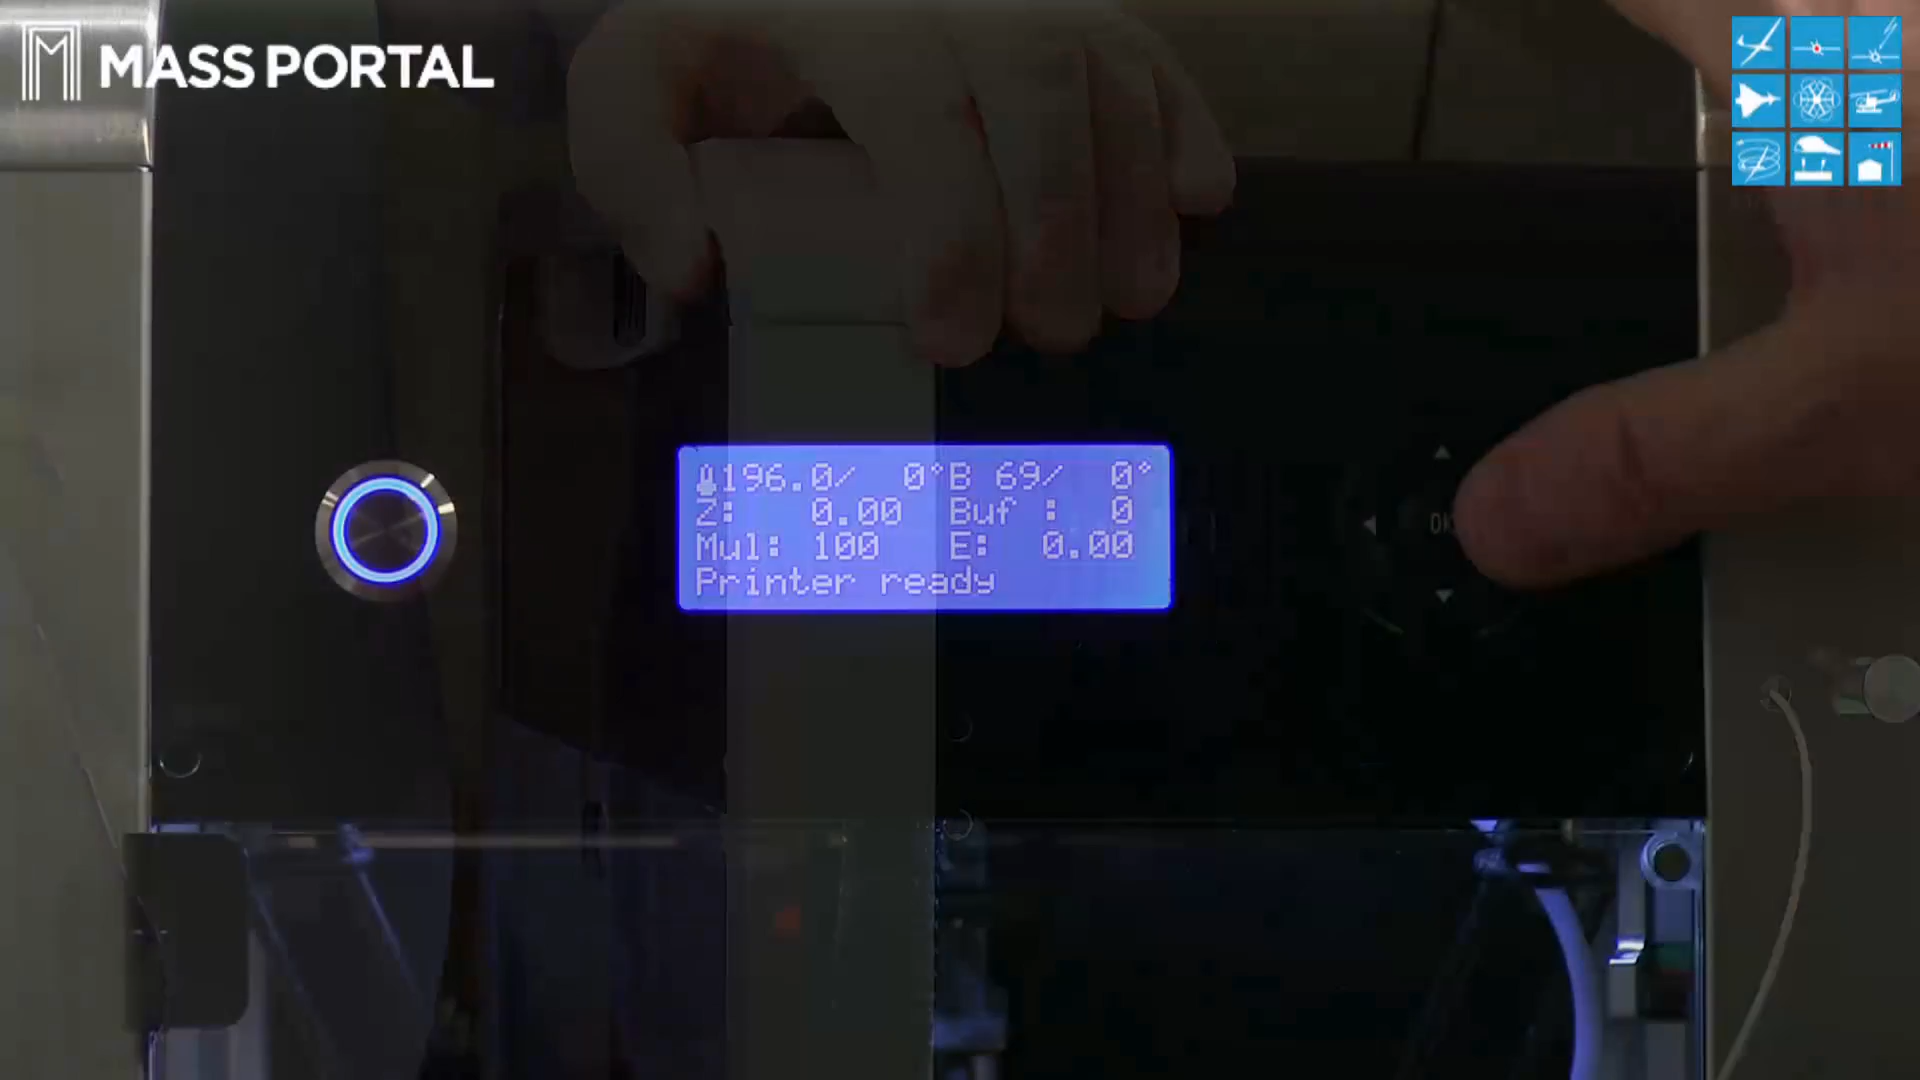 MASS PORTAL
196.0/ 0°B 69/ 0°
Z: 0.00 Buf : 0
Mul: 100 E: 0.00
Printer ready
OK